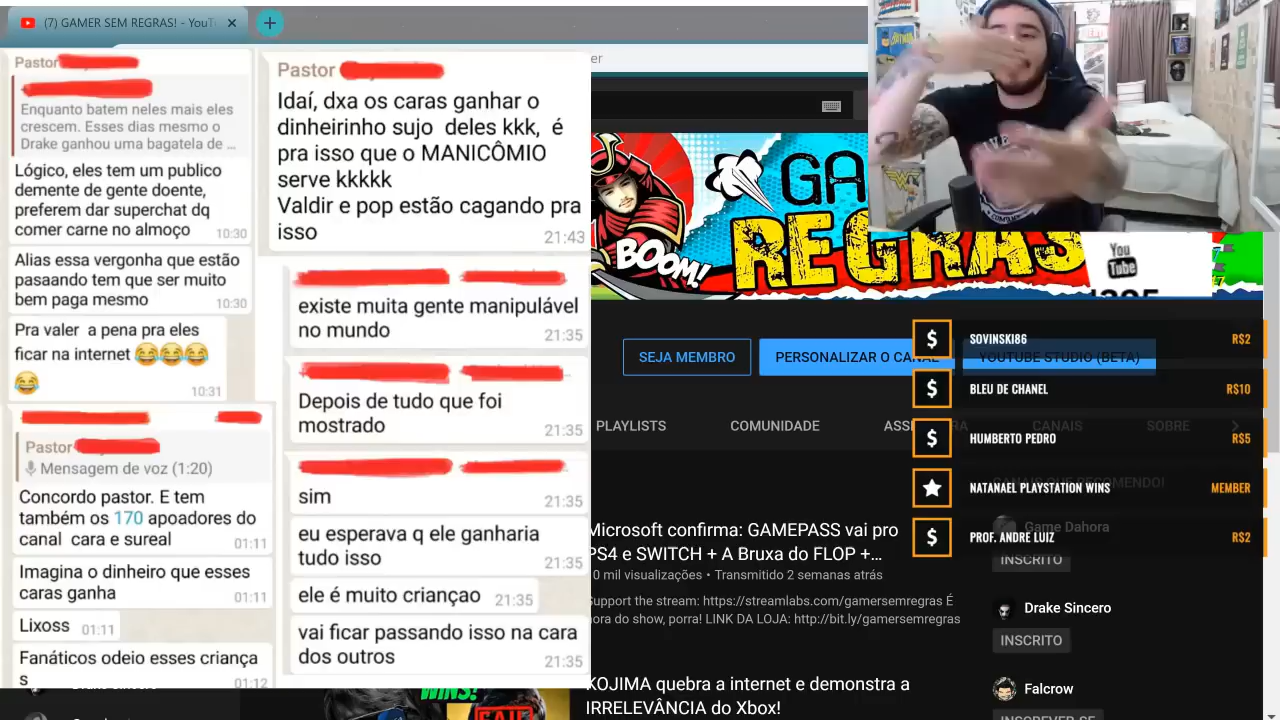 (7) GAMER SEM REGRAS! - YouT
Pastor
Enquanto batem neles mais eles
crescem. Esses dias mesmo o
Drake ganhou uma bagatela de ...
Lógico, eles tem um publico
demente de gente doente,
preferem dar superchat dq
comer carne no almoço 10:30
Alias essa vergonha que estão
pasaando tem que ser muito
bem paga mesmo 10:30
Pra valer a pena pra eles
ficar na internet 😂😂😂
😂 10:31
Pastor
Mensagem de voz (1:20)
Concordo pastor. E tem
também os 170 apoadores do
canal cara e sureal 01:11
Imagina o dinheiro que esses
caras ganha 01:11
Lixoss 01:11
Fanáticos odeio esses criança
s 01:12
Pastor
Idaí, dxa os caras ganhar o
dinheirinho sujo deles kkk, é
pra isso que o MANICÔMIO
serve kkkkk
Valdir e pop estão cagando pra
isso 21:43
existe muita gente manipulável
no mundo 21:35
Depois de tudo que foi
mostrado 21:35
sim 21:35
eu esperava q ele ganharia
tudo isso 21:35
ele é muito criançao 21:35
vai ficar passando isso na cara
dos outros 21:35
er
BOOM!
GA
REGRAS
You
Tube
SEJA MEMBRO
PERSONALIZAR O CANAL
YOUTUBE STUDIO (BETA)
PLAYLISTS
COMUNIDADE
CANAIS
SOBRE
SOVINSKI86 R$2
BLEU DE CHANEL R$10
HUMBERTO PEDRO R$5
NATANAEL PLAYSTATION WINS MEMBER
PROF. ANDRE LUIZ R$2
Microsoft confirma: GAMEPASS vai pro
PS4 e SWITCH + A Bruxa do FLOP +...
0 mil visualizações • Transmitido 2 semanas atrás
Support the stream: https://streamlabs.com/gamersemregras É
hora do show, porra! LINK DA LOJA: http://bit.ly/gamersemregras
KOJIMA quebra a internet e demonstra a
IRRELEVÂNCIA do Xbox!
Game Dahora
INSCRITO
Drake Sincero
INSCRITO
Falcrow
INSCREVER-SE
Drake Sincero
WINS!